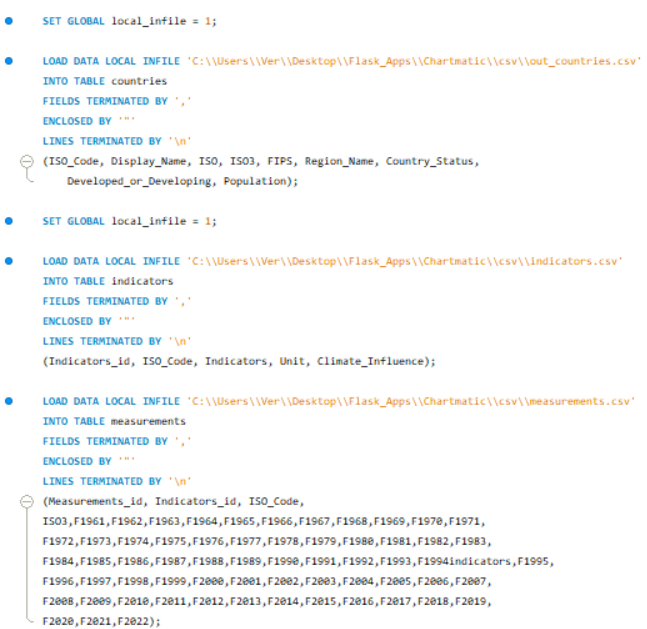 SET GLOBAL local_infile = 1;
LOAD DATA LOCAL INFILE 'C:\\Users\\Ver\\Desktop\\Flask_Apps\\Chartmatic\\csv\\out_countries.csv'
INTO TABLE countries
FIELDS TERMINATED BY ','
ENCLOSED BY '"'
LINES TERMINATED BY '\n'
(ISO_Code, Display_Name, ISO, ISO3, FIPS, Region_Name, Country_Status,
Developed_or_Developing, Population);
SET GLOBAL local_infile = 1;
LOAD DATA LOCAL INFILE 'C:\\Users\\Ver\\Desktop\\Flask_Apps\\Chartmatic\\csv\\indicators.csv'
INTO TABLE indicators
FIELDS TERMINATED BY ','
ENCLOSED BY '"'
LINES TERMINATED BY '\n'
(Indicators_id, ISO_Code, Indicators, Unit, Climate_Influence);
LOAD DATA LOCAL INFILE 'C:\\Users\\Ver\\Desktop\\Flask_Apps\\Chartmatic\\csv\\measurements.csv'
INTO TABLE measurements
FIELDS TERMINATED BY ','
ENCLOSED BY '"'
LINES TERMINATED BY '\n'
(Measurements_id, Indicators_id, ISO_Code,
ISO3,F1961,F1962,F1963,F1964,F1965,F1966,F1967,F1968,F1969,F1970,F1971,
F1972,F1973,F1974,F1975,F1976,F1977,F1978,F1979,F1980,F1981,F1982,F1983,
F1984,F1985,F1986,F1987,F1988,F1989,F1990,F1991,F1992,F1993,F1994indicators,F1995,
F1996,F1997,F1998,F1999,F2000,F2001,F2002,F2003,F2004,F2005,F2006,F2007,
F2008,F2009,F2010,F2011,F2012,F2013,F2014,F2015,F2016,F2017,F2018,F2019,
F2020,F2021,F2022);